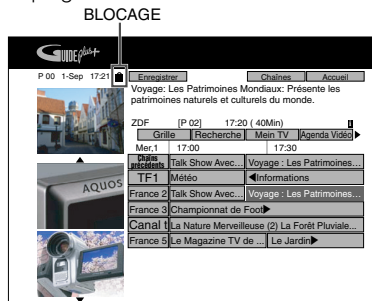 BLOCAGE
GUIDE plus+
P 00 1-Sep 17:21 Enregistrer Chaînes Accueil
Voyage: Les Patrimoines Mondiaux: Présente les
patrimoines naturels et culturels du monde.
ZDF [P 02] 17:20 ( 40Min) i
Grille Recherche Mein TV Agenda Vidéo
Mer,1 17:00 17:30
Chaîns
précédents Talk Show Avec... Voyage : Les Patrimoines...
TF1 Météo Informations
France 2 Talk Show Avec... Voyage : Les Patrimoines...
France 3 Championnat de Foot
Canal t La Nature Merveilleuse (2) La Forêt Pluviale...
France 5 Le Magazine TV de ... Le Jardin
AQUOS